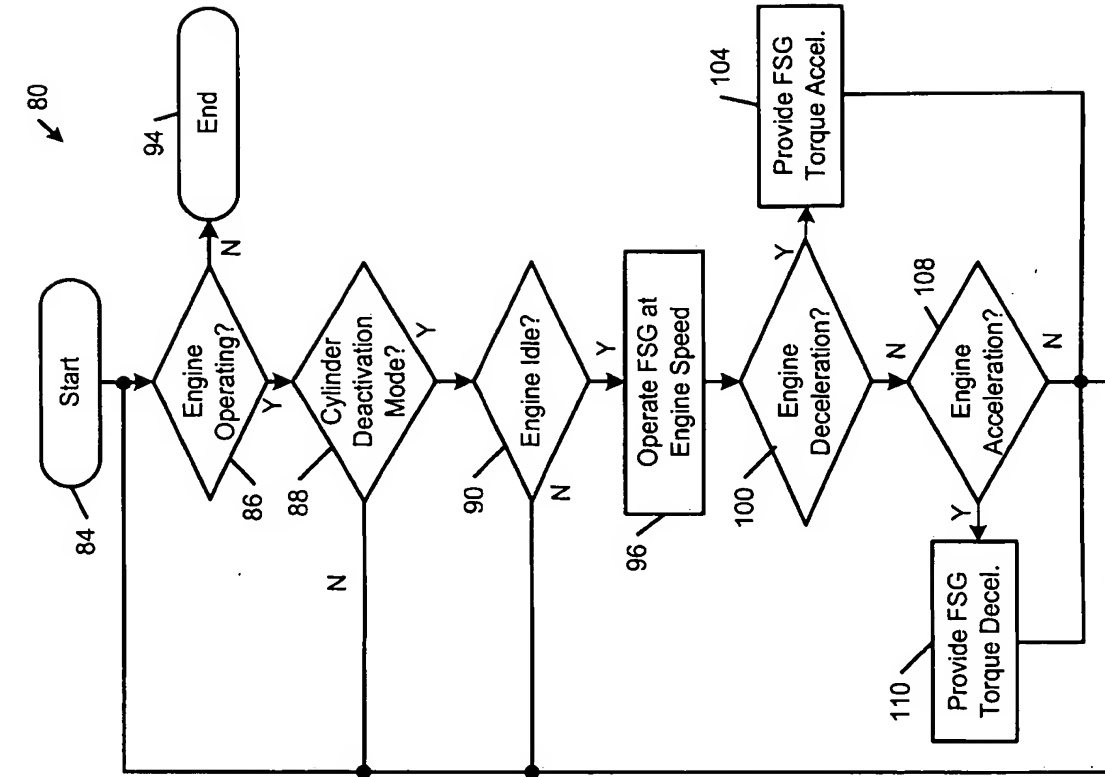 80
84
Start
94
End
Engine
Operating?
N
Y
86
Cylinder
Deactivation
Mode?
N
Y
88
Engine Idle?
90
N
Y
Operate FSG at
Engine Speed
96
Engine
Deceleration?
Y
N
100
104
Provide FSG
Torque Accel.
108
Engine
Acceleration?
Y
N
110
Provide FSG
Torque Decel.